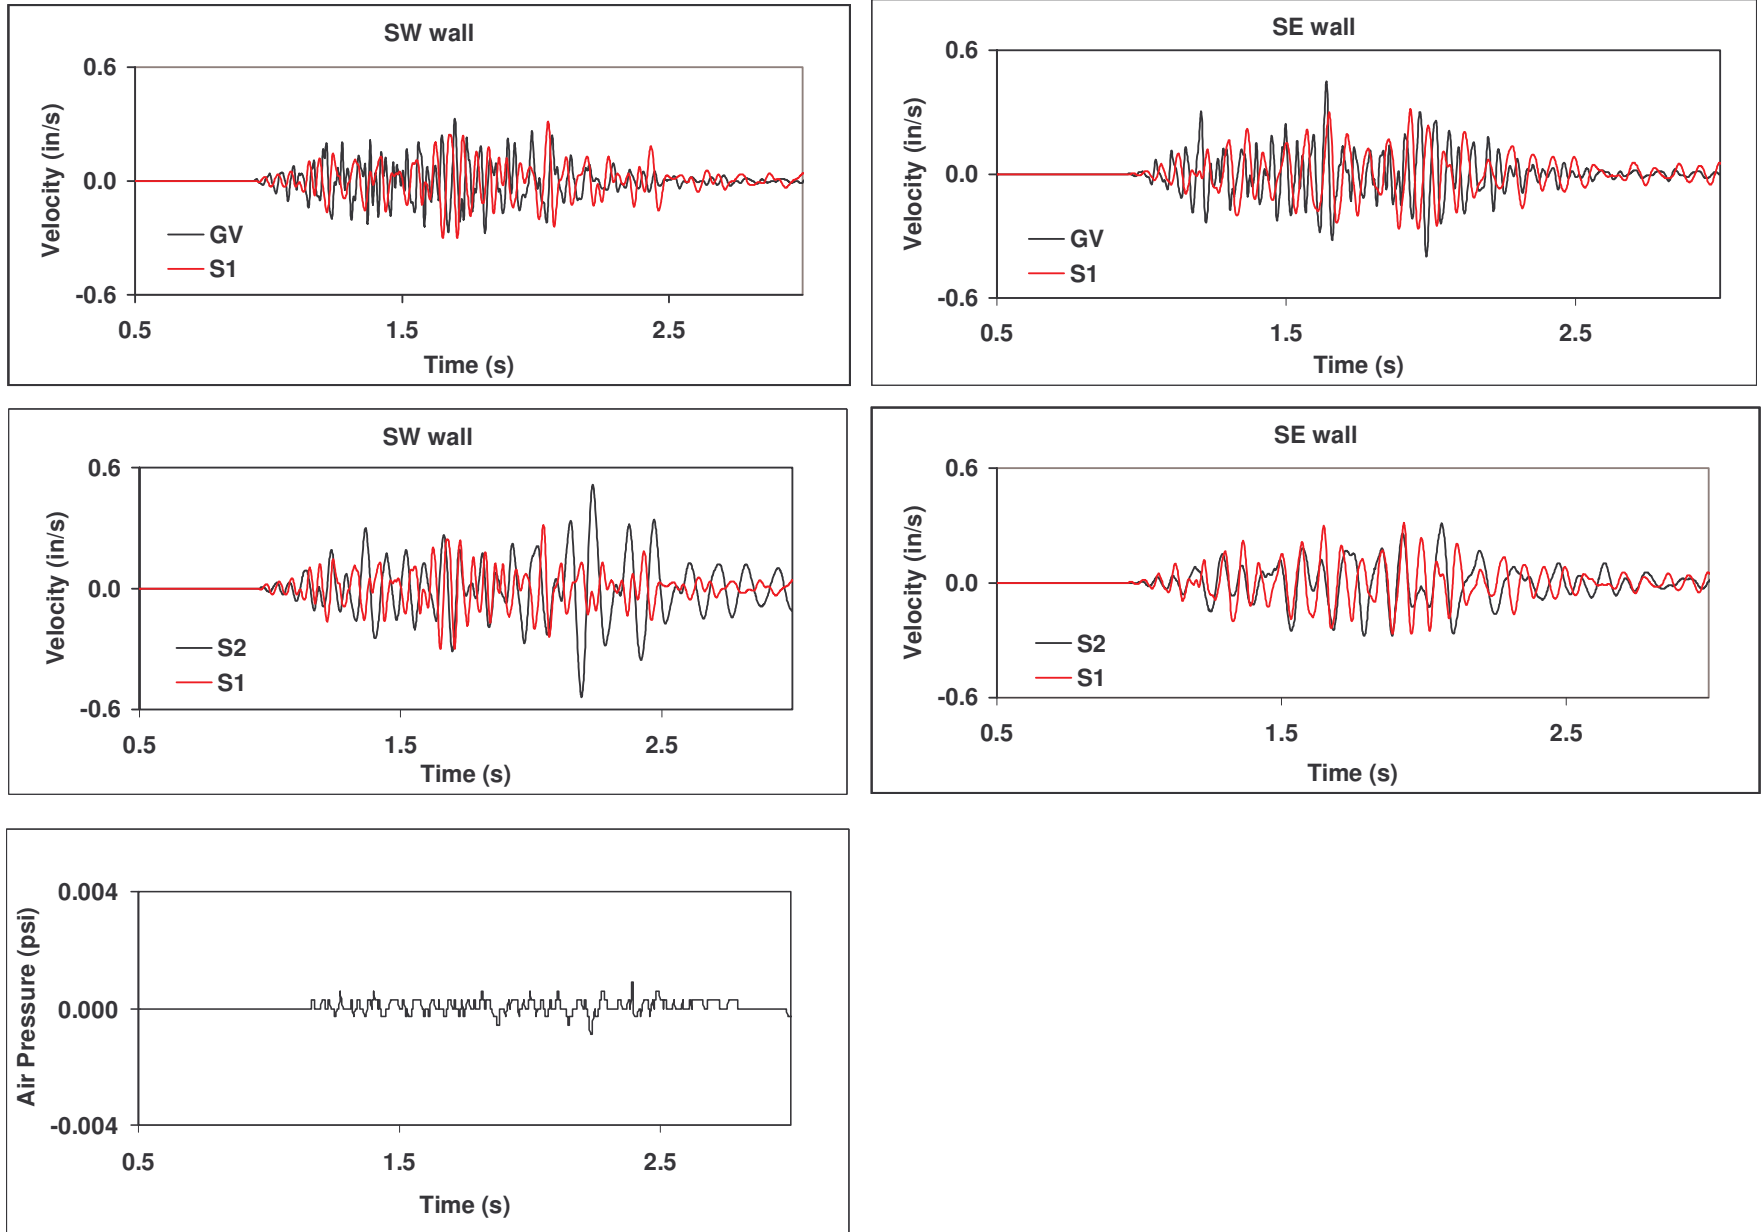 SW wall
0.6
0.0
-0.6
Velocity (in/s)
GV
S1
0.5
1.5
2.5
Time (s)
SE wall
0.6
0.0
-0.6
Velocity (in/s)
GV
S1
0.5
1.5
2.5
Time (s)
SW wall
0.6
0.0
-0.6
Velocity (in/s)
S2
S1
0.5
1.5
2.5
Time (s)
SE wall
0.6
0.0
-0.6
Velocity (in/s)
S2
S1
0.5
1.5
2.5
Time (s)
0.004
0.000
-0.004
Air Pressure (psi)
0.5
1.5
2.5
Time (s)